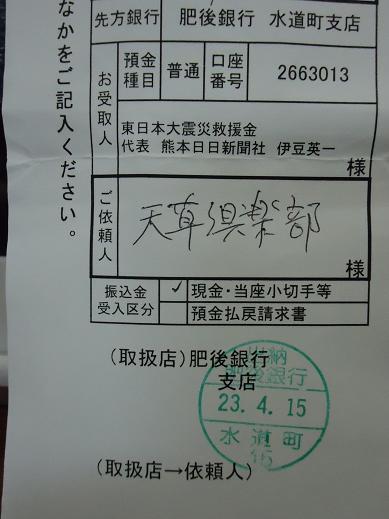 なかをご記入ください。
先方銀行 肥後銀行 水道町支店
お受取人
預金種目 普通 口座番号 2663013
東日本大震災救援金
代表 熊本日日新聞社 伊豆英一
様
ご依頼人
天草倶楽部
様
振込金受入区分
✓ 現金・当座小切手等
預金払戻請求書
(取扱店)肥後銀行
支店
出納
肥後銀行
23.4.15
水道町
(取扱店→依頼人)